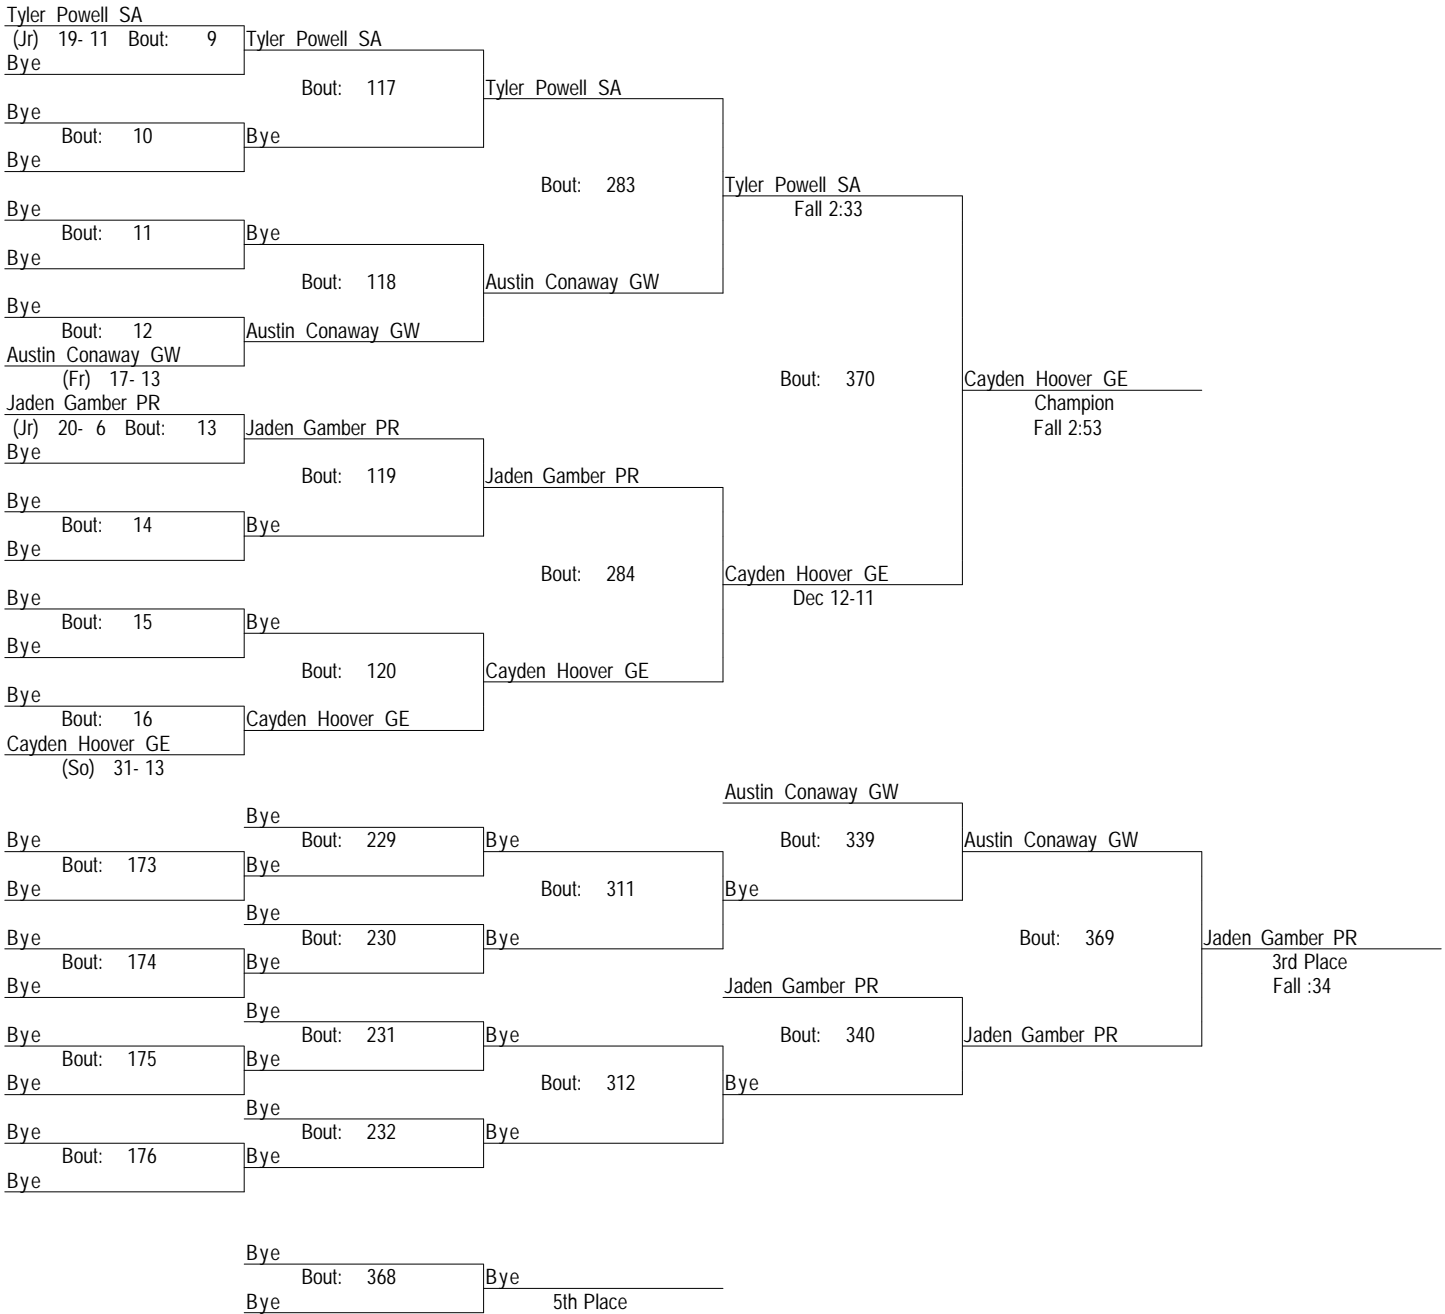 Tyler Powell SA
(Jr) 19- 11 Bout: 9 Tyler Powell SA
Bye
Bout: 117 Tyler Powell SA
Bye
Bout: 10 Bye
Bye
Bout: 283 Tyler Powell SA
Fall 2:33
Bye
Bout: 11 Bye
Bye
Bout: 118 Austin Conaway GW
Bye
Bout: 12 Austin Conaway GW
Austin Conaway GW
(Fr) 17- 13
Bout: 370 Cayden Hoover GE
Champion
Fall 2:53
Jaden Gamber PR
(Jr) 20- 6 Bout: 13 Jaden Gamber PR
Bye
Bout: 119 Jaden Gamber PR
Bye
Bout: 14 Bye
Bye
Bout: 284 Cayden Hoover GE
Dec 12-11
Bye
Bout: 15 Bye
Bye
Bout: 120 Cayden Hoover GE
Bye
Bout: 16 Cayden Hoover GE
Cayden Hoover GE
(So) 31- 13
Austin Conaway GW
Bye
Bye Bout: 229 Bye Bout: 339 Austin Conaway GW
Bout: 173 Bye
Bye Bout: 311 Bye
Bye
Bye Bout: 230 Bye Bout: 369 Jaden Gamber PR
Bout: 174 Bye 3rd Place
Bye Jaden Gamber PR Fall :34
Bye
Bye Bout: 231 Bye Bout: 340 Jaden Gamber PR
Bout: 175 Bye
Bye Bout: 312 Bye
Bye
Bye Bout: 232 Bye
Bout: 176 Bye
Bye
Bye
Bout: 368 Bye
Bye 5th Place